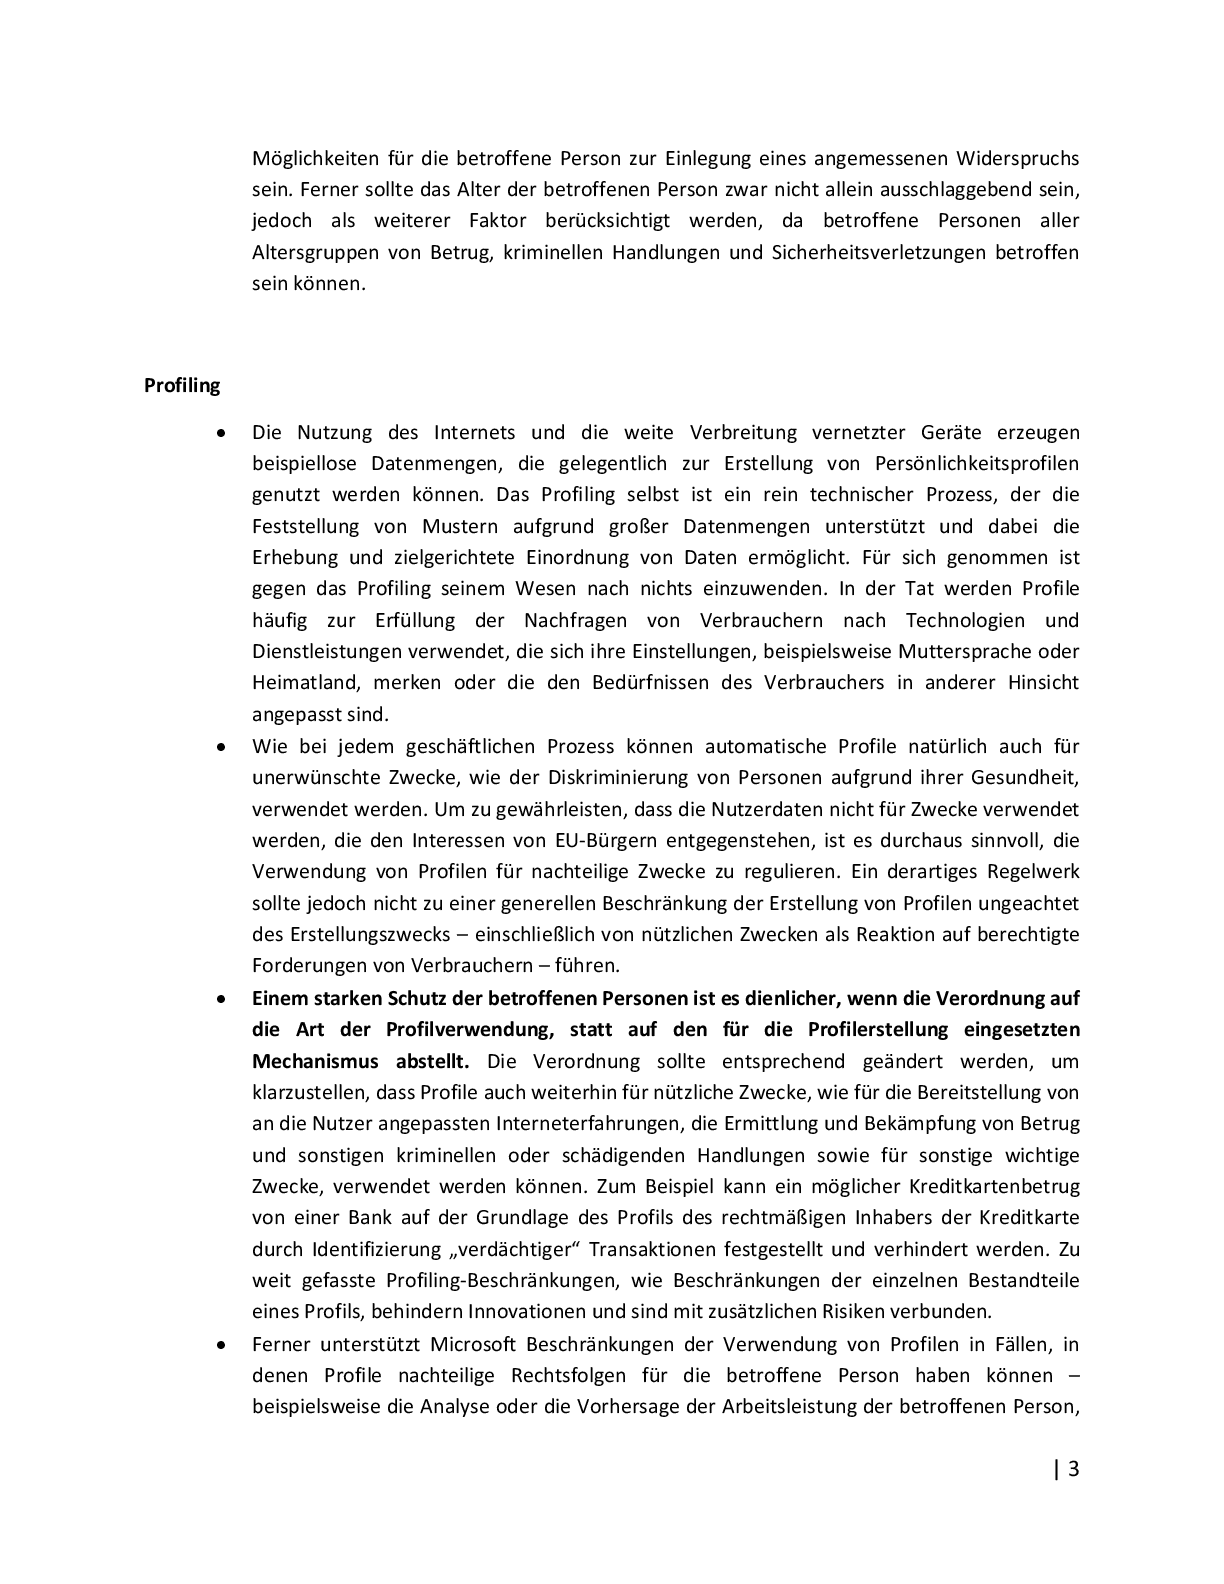 Möglichkeiten für die betroffene Person zur Einlegung eines angemessenen Widerspruchs
sein. Ferner sollte das Alter der betroffenen Person zwar nicht allein ausschlaggebend sein,
jedoch als weiterer Faktor berücksichtigt werden, da betroffene Personen aller
Altersgruppen von Betrug, kriminellen Handlungen und Sicherheitsverletzungen betroffen
sein können.
Profiling
• Die Nutzung des Internets und die weite Verbreitung vernetzter Geräte erzeugen
beispiellose Datenmengen, die gelegentlich zur Erstellung von Persönlichkeitsprofilen
genutzt werden können. Das Profiling selbst ist ein rein technischer Prozess, der die
Feststellung von Mustern aufgrund großer Datenmengen unterstützt und dabei die
Erhebung und zielgerichtete Einordnung von Daten ermöglicht. Für sich genommen ist
gegen das Profiling seinem Wesen nach nichts einzuwenden. In der Tat werden Profile
häufig zur Erfüllung der Nachfragen von Verbrauchern nach Technologien und
Dienstleistungen verwendet, die sich ihre Einstellungen, beispielsweise Muttersprache oder
Heimatland, merken oder die den Bedürfnissen des Verbrauchers in anderer Hinsicht
angepasst sind.
• Wie bei jedem geschäftlichen Prozess können automatische Profile natürlich auch für
unerwünschte Zwecke, wie der Diskriminierung von Personen aufgrund ihrer Gesundheit,
verwendet werden. Um zu gewährleisten, dass die Nutzerdaten nicht für Zwecke verwendet
werden, die den Interessen von EU-Bürgern entgegenstehen, ist es durchaus sinnvoll, die
Verwendung von Profilen für nachteilige Zwecke zu regulieren. Ein derartiges Regelwerk
sollte jedoch nicht zu einer generellen Beschränkung der Erstellung von Profilen ungeachtet
des Erstellungszwecks – einschließlich von nützlichen Zwecken als Reaktion auf berechtigte
Forderungen von Verbrauchern – führen.
• Einem starken Schutz der betroffenen Personen ist es dienlicher, wenn die Verordnung auf
die Art der Profilverwendung, statt auf den für die Profilerstellung eingesetzten
Mechanismus abstellt. Die Verordnung sollte entsprechend geändert werden, um
klarzustellen, dass Profile auch weiterhin für nützliche Zwecke, wie für die Bereitstellung von
an die Nutzer angepassten Interneterfahrungen, die Ermittlung und Bekämpfung von Betrug
und sonstigen kriminellen oder schädigenden Handlungen sowie für sonstige wichtige
Zwecke, verwendet werden können. Zum Beispiel kann ein möglicher Kreditkartenbetrug
von einer Bank auf der Grundlage des Profils des rechtmäßigen Inhabers der Kreditkarte
durch Identifizierung „verdächtiger“ Transaktionen festgestellt und verhindert werden. Zu
weit gefasste Profiling-Beschränkungen, wie Beschränkungen der einzelnen Bestandteile
eines Profils, behindern Innovationen und sind mit zusätzlichen Risiken verbunden.
• Ferner unterstützt Microsoft Beschränkungen der Verwendung von Profilen in Fällen, in
denen Profile nachteilige Rechtsfolgen für die betroffene Person haben können –
beispielsweise die Analyse oder die Vorhersage der Arbeitsleistung der betroffenen Person,
| 3